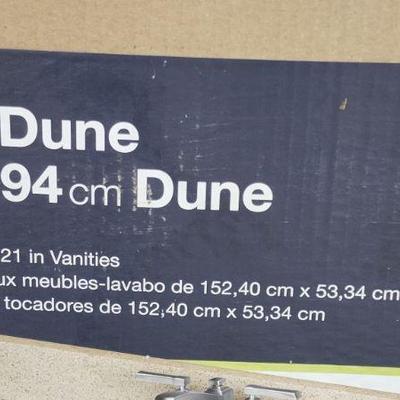 Dune
94 cm Dune
21 in Vanities
ux meubles-lavabo de 152,40 cm x 53,34 cm
tocadores de 152,40 cm x 53,34 cm